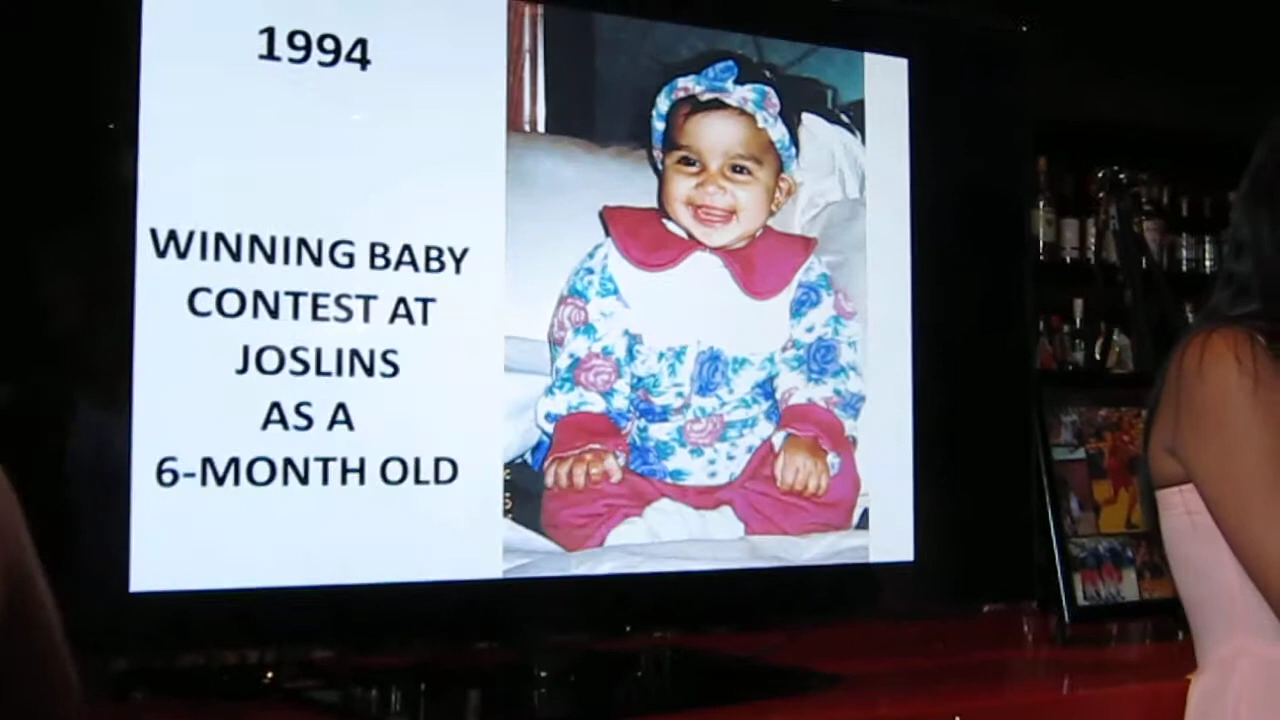 1994
WINNING BABY
CONTEST AT
JOSLINS
AS A
6-MONTH OLD